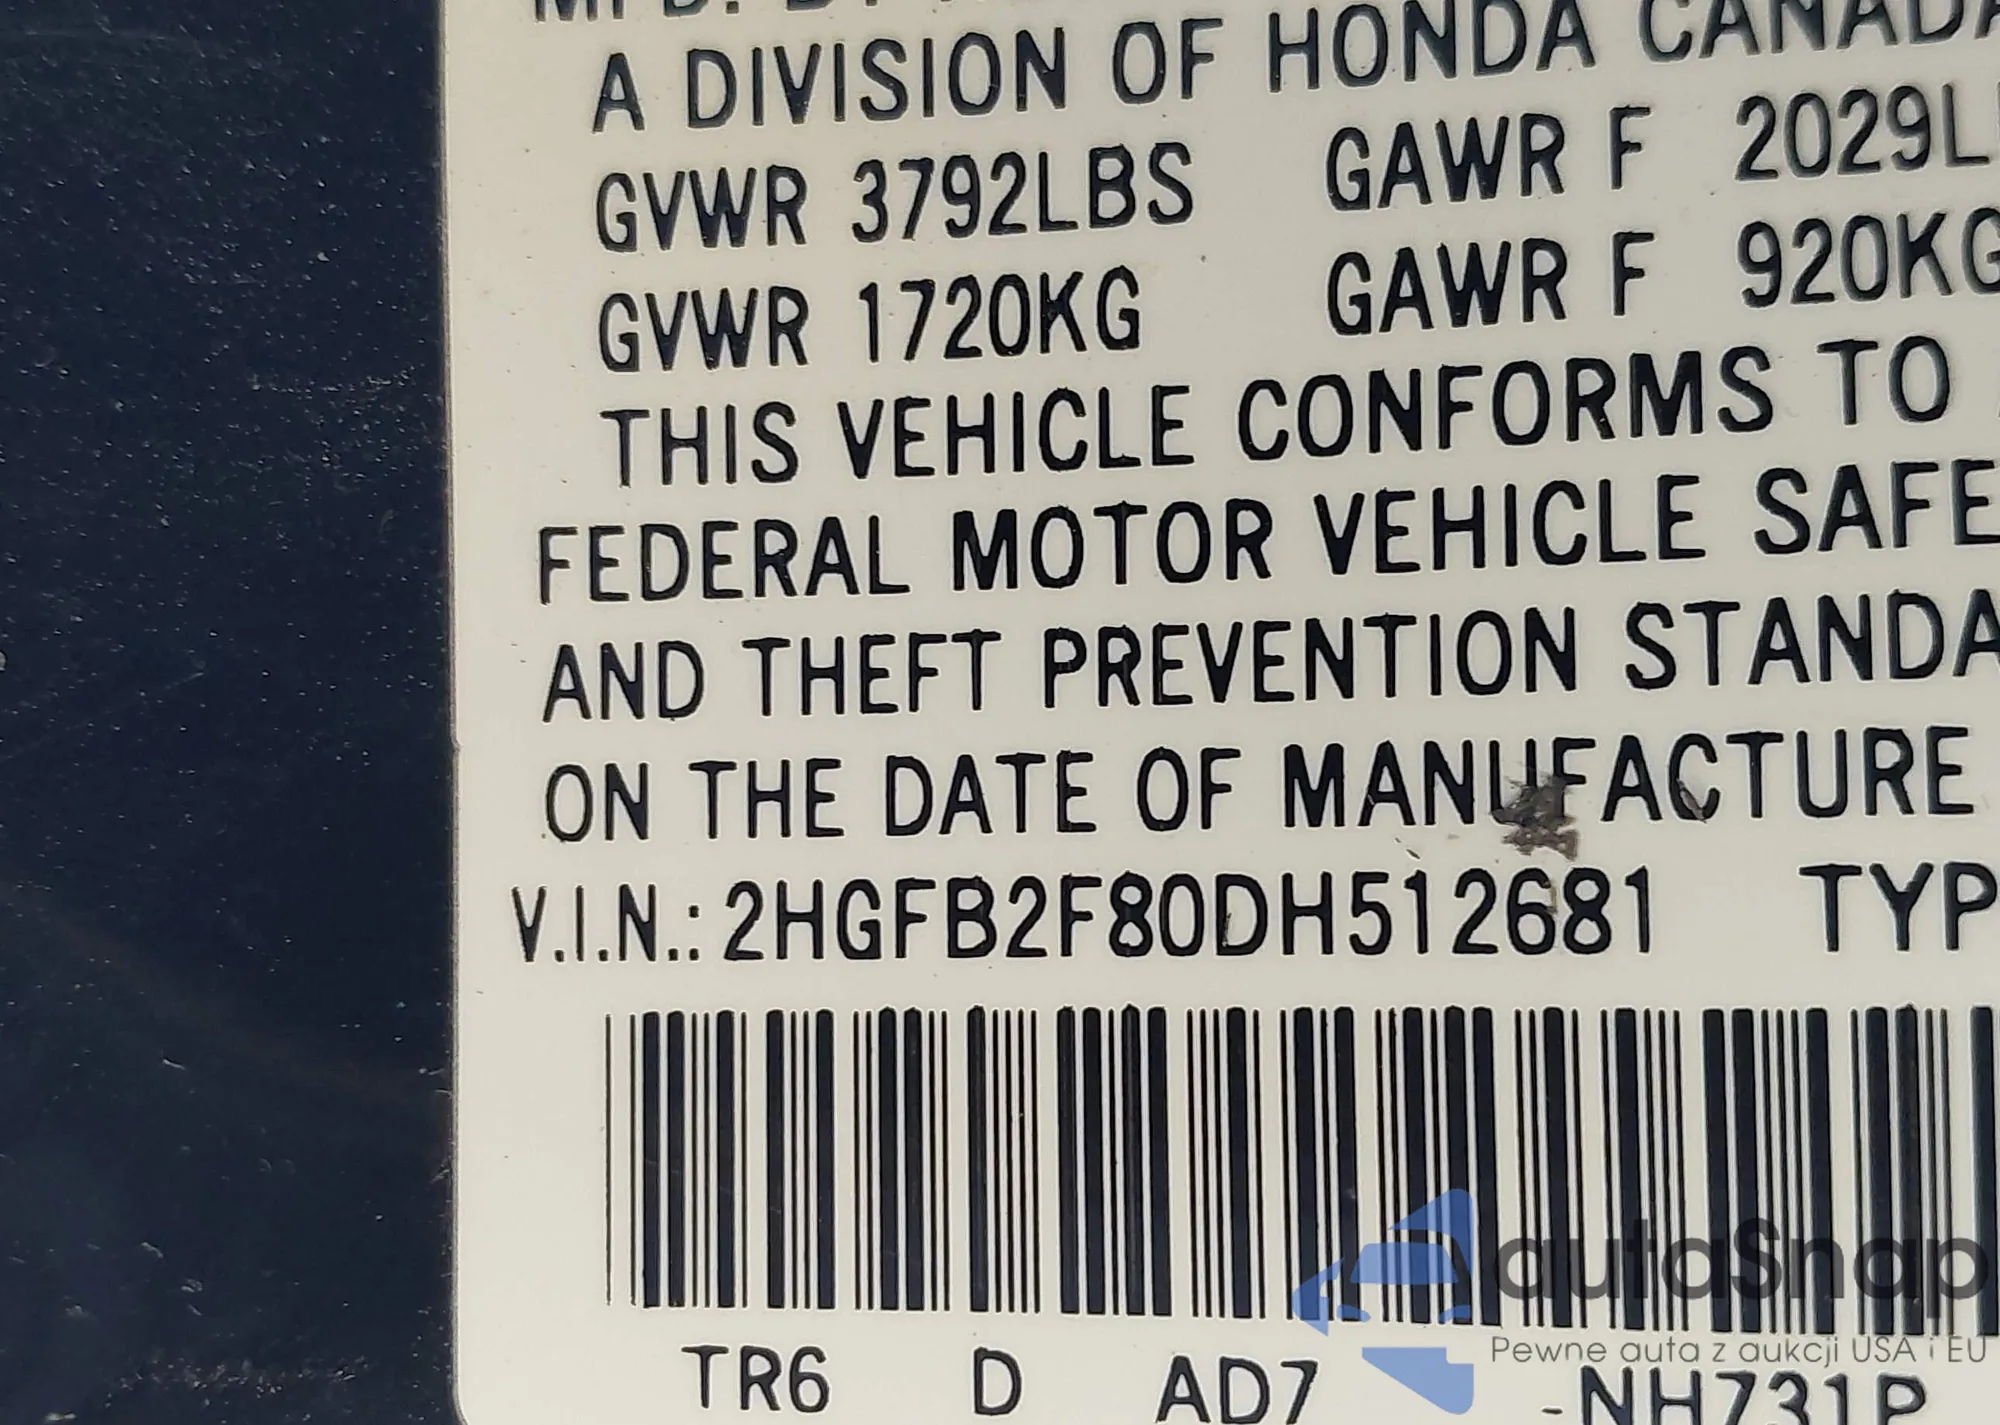 A DIVISION OF HONDA CANADA
GVWR 3792LBS GAWR F 2029L
GVWR 1720KG GAWR F 920KG
THIS VEHICLE CONFORMS TO
FEDERAL MOTOR VEHICLE SAFE
AND THEFT PREVENTION STANDA
ON THE DATE OF MANUFACTURE
V.I.N.: 2HGFB2F80DH512681 TYP
autaSnap
Pewne auta z aukcji USA i EU
TR6 D AD7 -NH731P